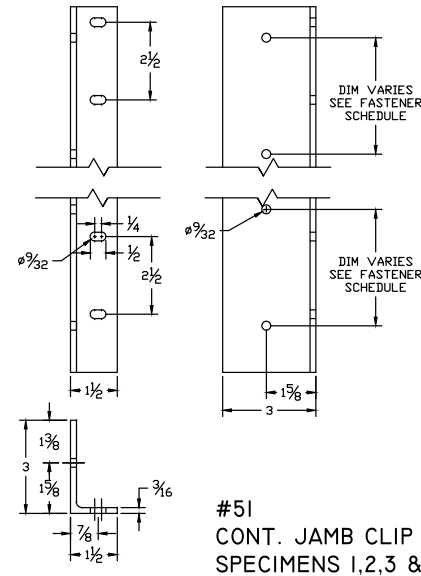 2½
DIM VARIES
SEE FASTENER
SCHEDULE
¼
ø9/32
½
2½
ø9/32
DIM VARIES
SEE FASTENER
SCHEDULE
1½
1⅝
3
1⅜
3
1⅝
3/16
⅞
1½
#51
CONT. JAMB CLIP
SPECIMENS 1,2,3 &